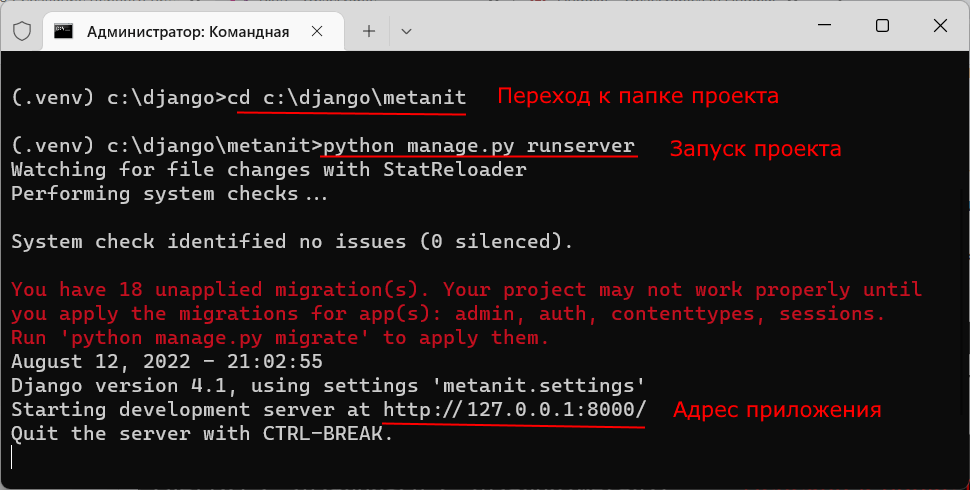 Администратор: Командная
(.venv) c:\django>cd c:\django\metanit Переход к папке проекта
(.venv) c:\django\metanit>python manage.py runserver Запуск проекта
Watching for file changes with StatReloader
Performing system checks...
System check identified no issues (0 silenced).
You have 18 unapplied migration(s). Your project may not work properly until
you apply the migrations for app(s): admin, auth, contenttypes, sessions.
Run 'python manage.py migrate' to apply them.
August 12, 2022 - 21:02:55
Django version 4.1, using settings 'metanit.settings'
Starting development server at http://127.0.0.1:8000/ Адрес приложения
Quit the server with CTRL-BREAK.